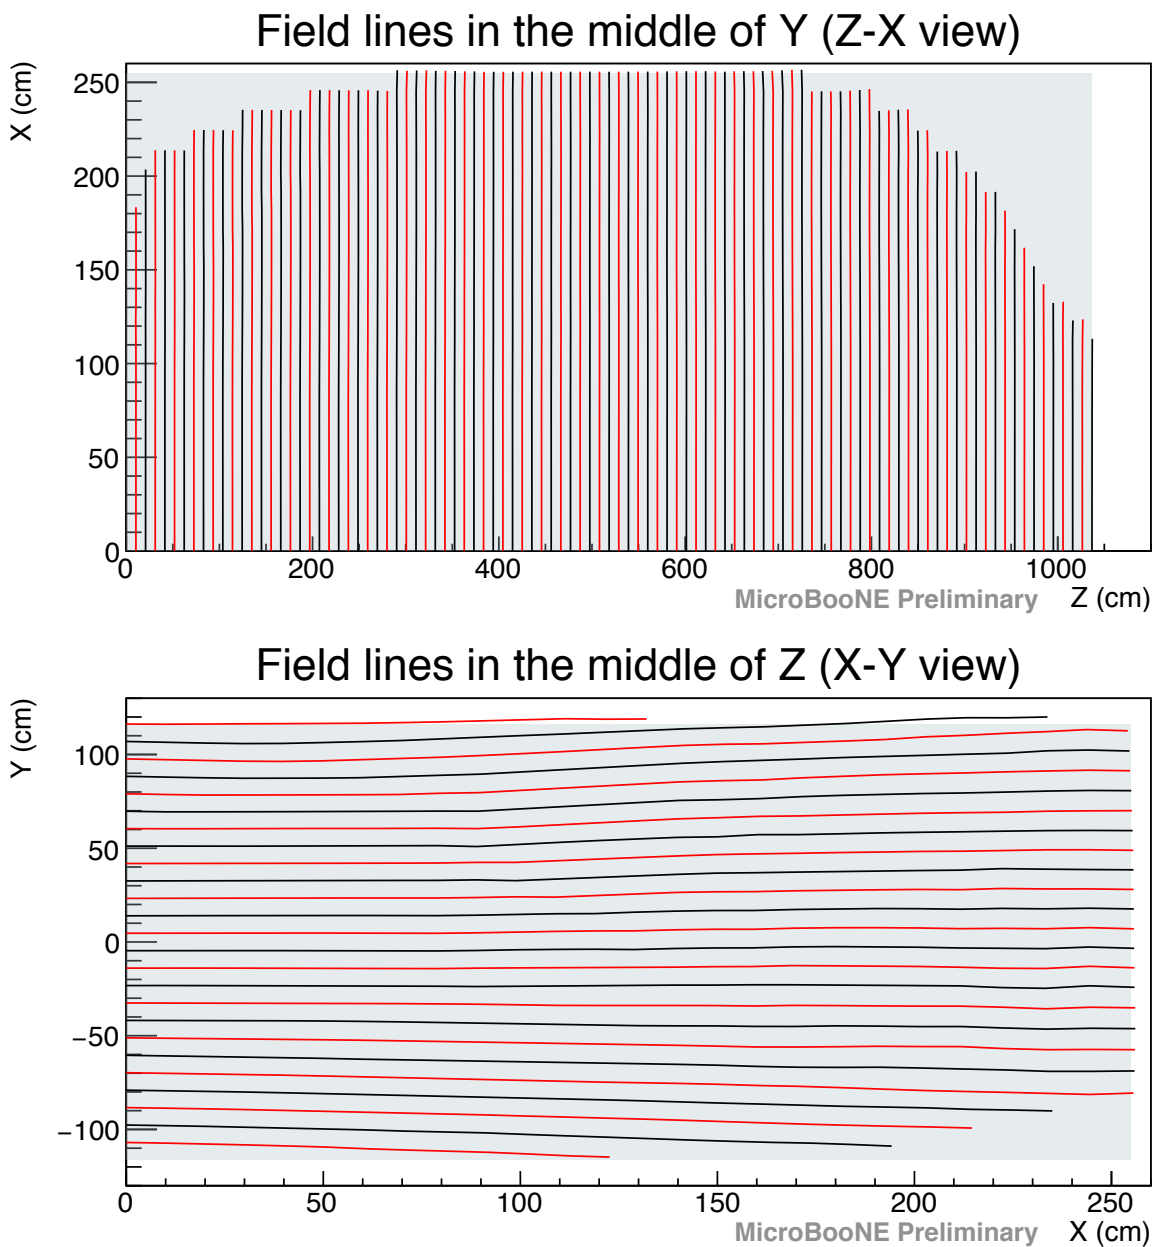 Field lines in the middle of Y (Z-X view)
X (cm)
250
200
150
100
50
0
0 200 400 600 800 1000
MicroBooNE Preliminary Z (cm)
Field lines in the middle of Z (X-Y view)
Y (cm)
100
50
0
−50
−100
0 50 100 150 200 250
MicroBooNE Preliminary X (cm)